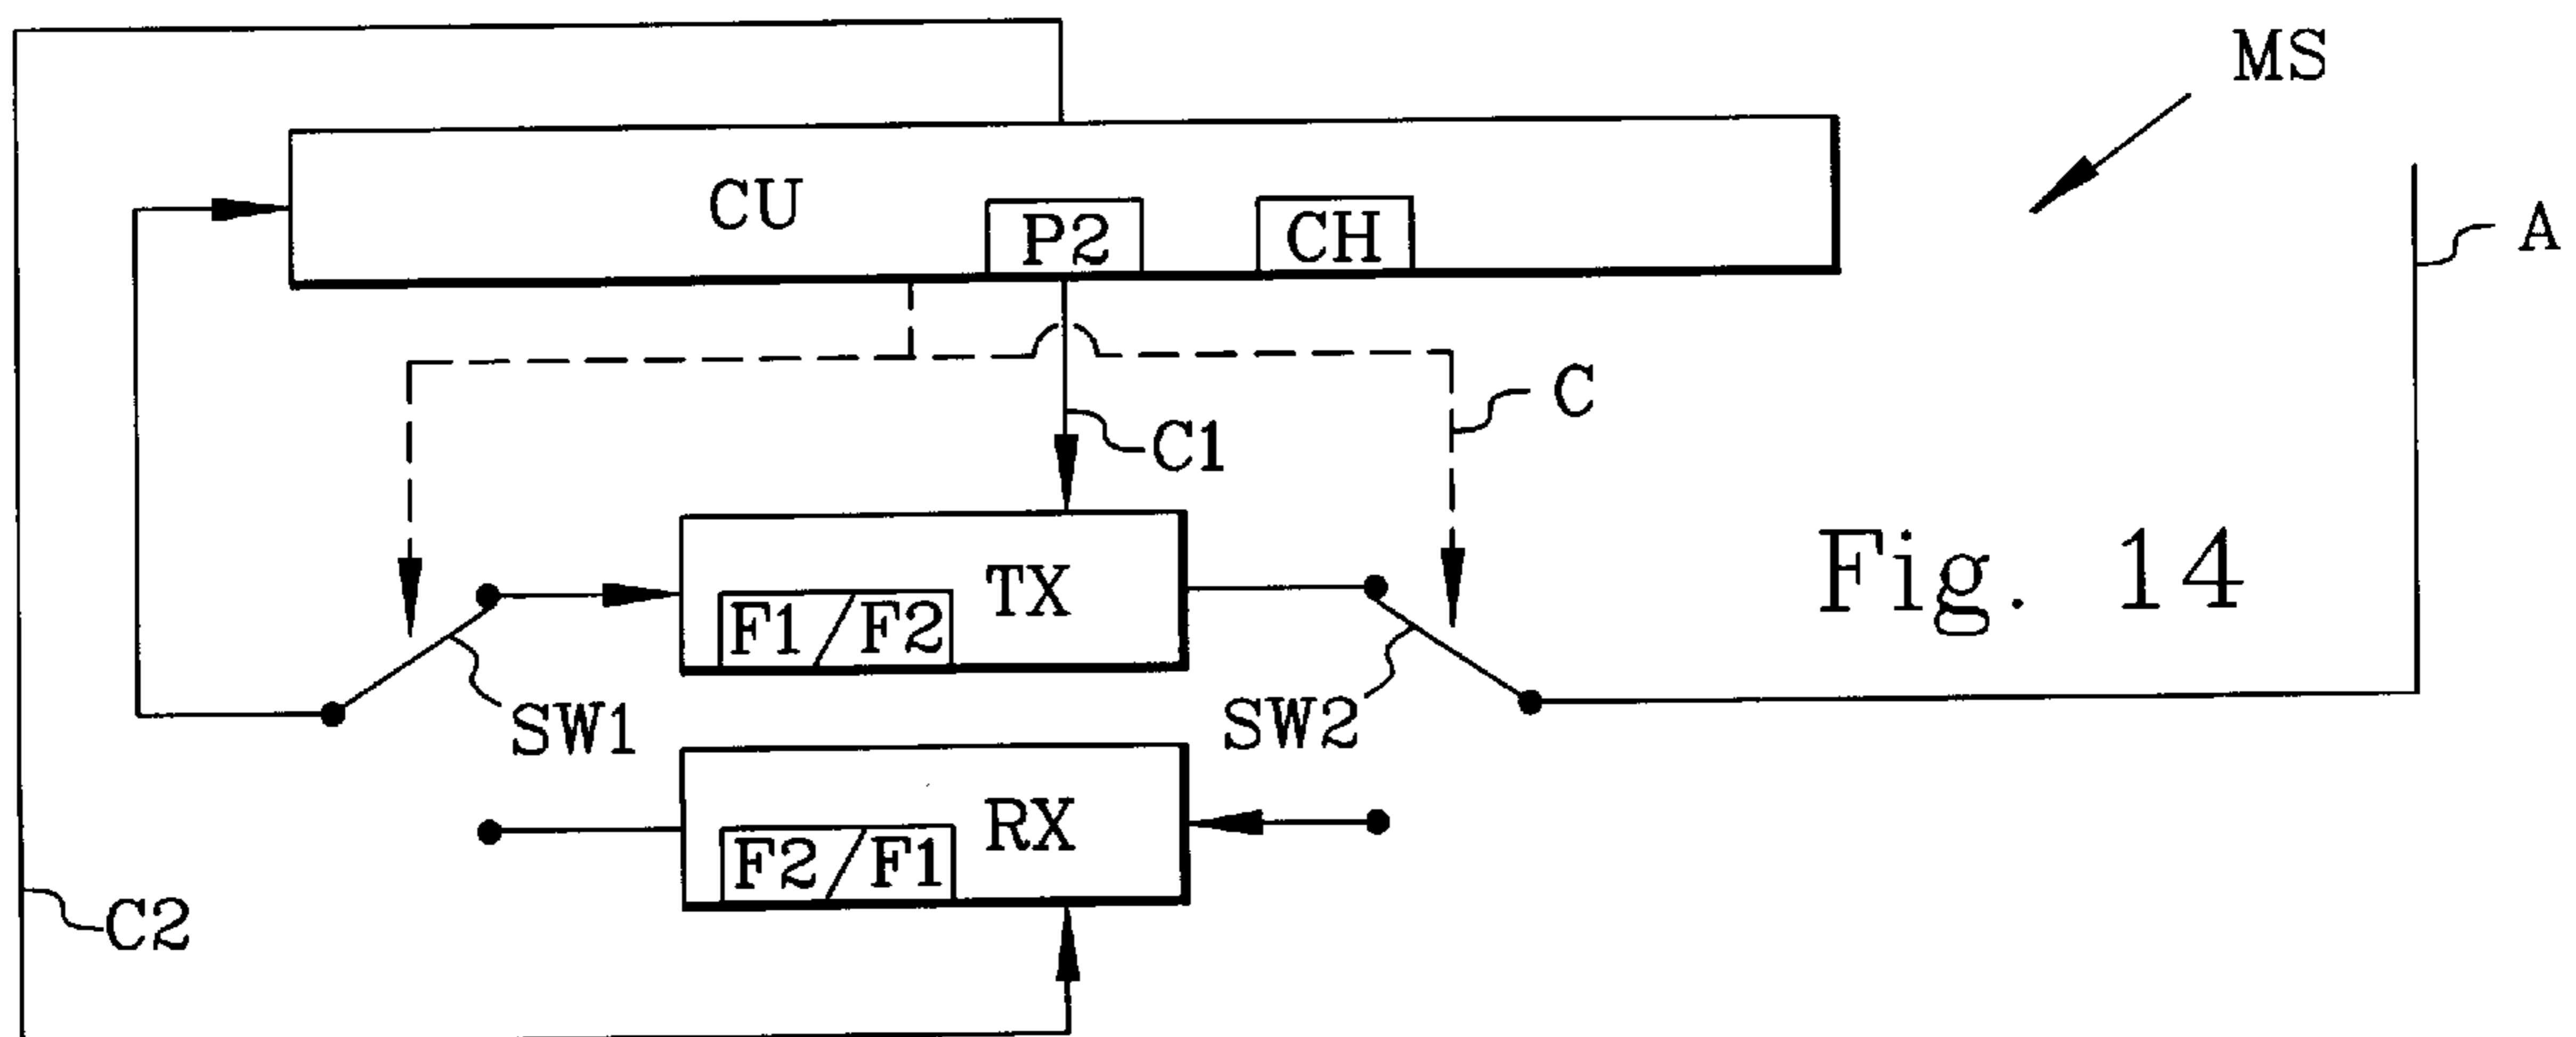 MS
CU
P2
CH
A
C
C1
Fig. 14
TX
F1/F2
SW1
SW2
RX
F2/F1
C2